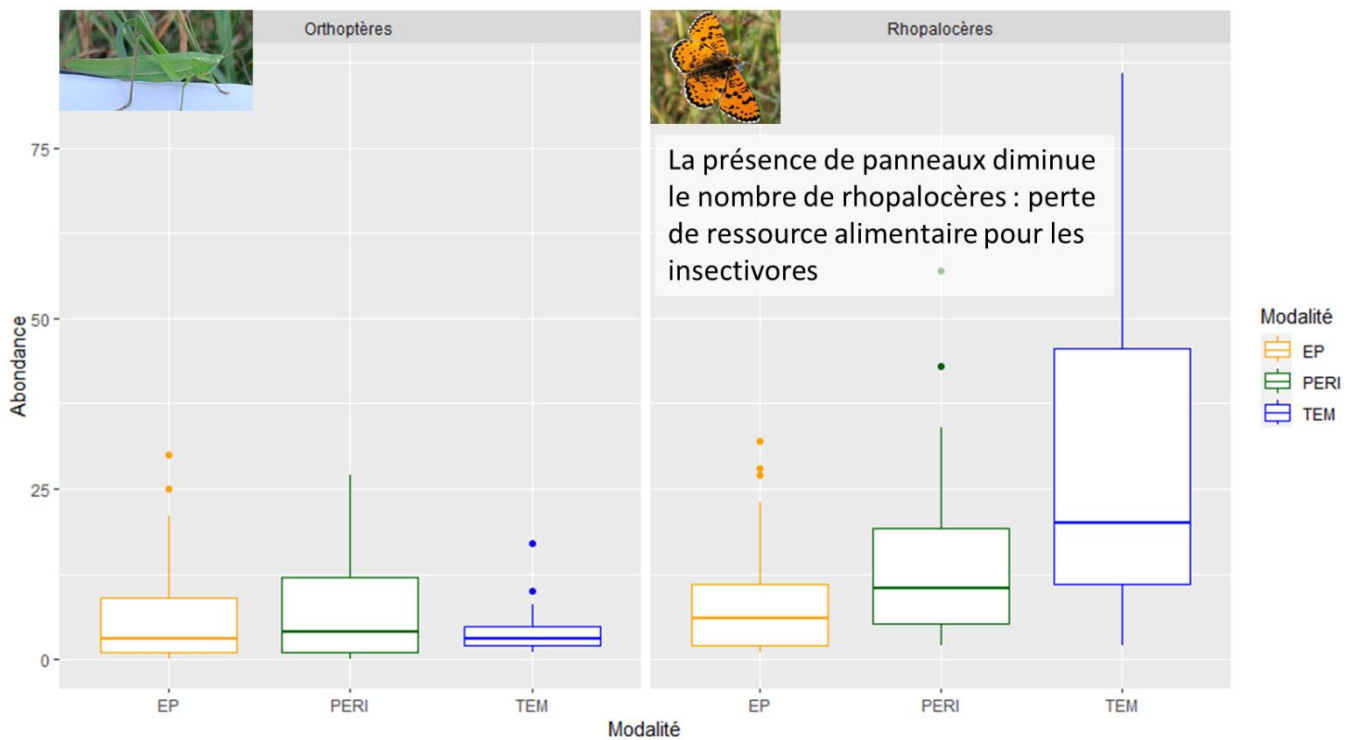 Orthoptères
Rhopalocères
La présence de panneaux diminue
le nombre de rhopalocères : perte
de ressource alimentaire pour les
insectivores
Abondance
75
50
25
0
EP PERI TEM
EP PERI TEM
Modalité
Modalité
EP
PERI
TEM